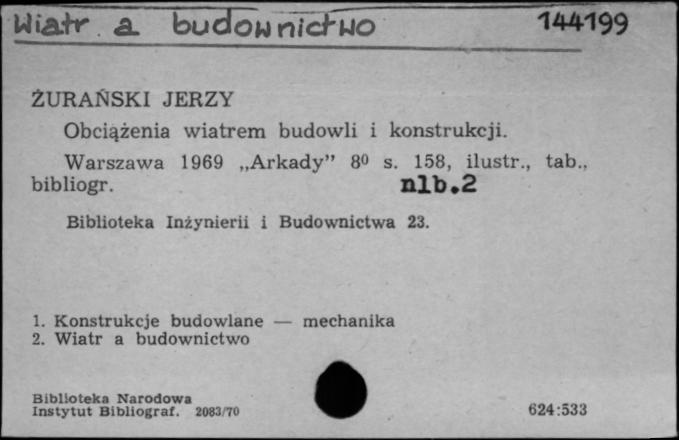 Wiatr a budownictwo 144199
ŻURAŃSKI JERZY
Obciążenia wiatrem budowli i konstrukcji.
Warszawa 1969 „Arkady” 8⁰ s. 158, ilustr., tab.,
bibliogr. nlb.2
Biblioteka Inżynierii i Budownictwa 23.
1. Konstrukcje budowlane — mechanika
2. Wiatr a budownictwo
Biblioteka Narodowa
Instytut Bibliograf. 2083/70 624:533